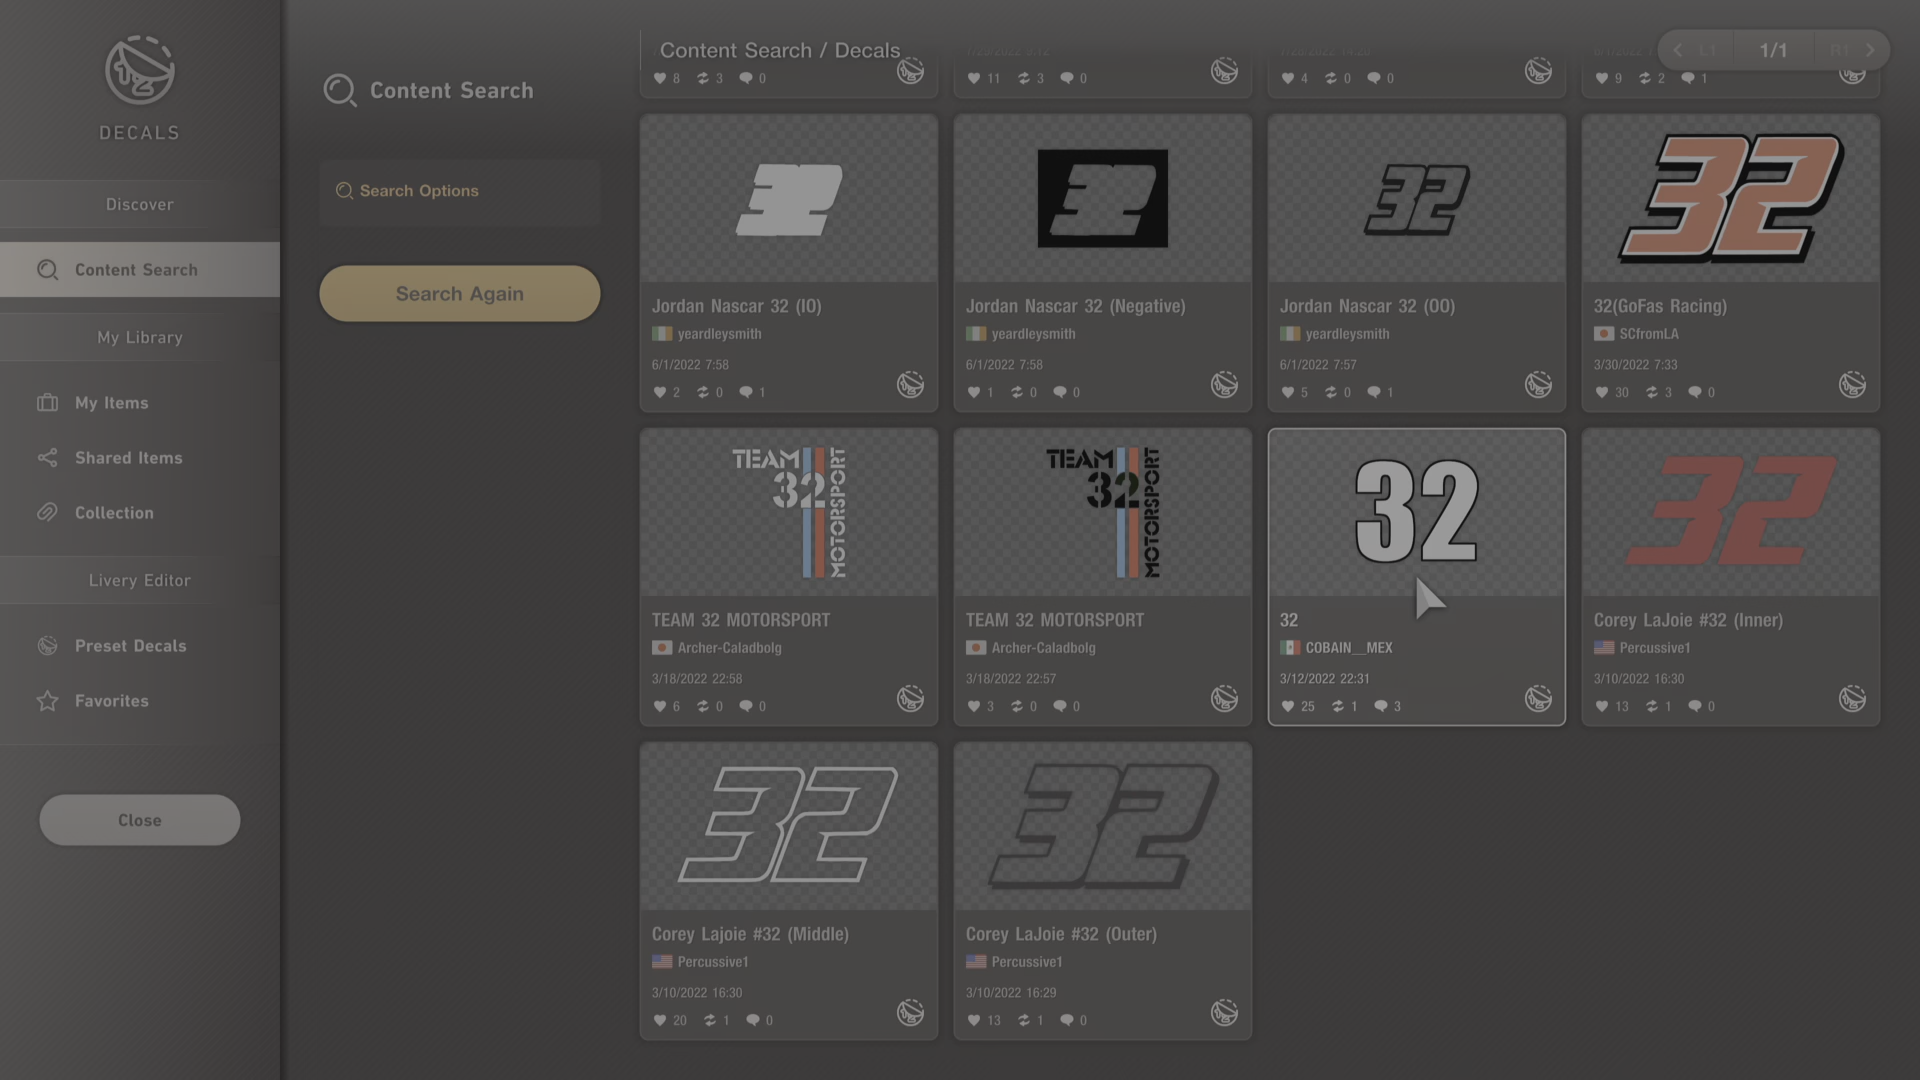 DECALS
Discover
Content Search
My Library
My Items
Shared Items
Collection
Livery Editor
Preset Decals
Favorites
Close
Content Search
Search Options
Search Again
Content Search / Decals
L1 1/1 R1
8 3 0
11 3 0
4 0 0
9 2 1
32
Jordan Nascar 32 (IO)
yeardleysmith
6/1/2022 7:58
2 0 1
32
Jordan Nascar 32 (Negative)
yeardleysmith
6/1/2022 7:58
1 0 0
32
Jordan Nascar 32 (OO)
yeardleysmith
6/1/2022 7:57
5 0 1
32
32(GoFas Racing)
SCfromLA
3/30/2022 7:33
30 3 0
TEAM
32
MOTORSPORT
TEAM 32 MOTORSPORT
Archer-Caladbolg
3/18/2022 22:58
6 0 0
TEAM
32
MOTORSPORT
TEAM 32 MOTORSPORT
Archer-Caladbolg
3/18/2022 22:57
3 0 0
32
32
COBAIN__MEX
3/12/2022 22:31
25 1 3
32
Corey LaJoie #32 (Inner)
Percussive1
3/10/2022 16:30
13 1 0
32
Corey Lajoie #32 (Middle)
Percussive1
3/10/2022 16:30
20 1 0
32
Corey LaJoie #32 (Outer)
Percussive1
3/10/2022 16:29
13 1 0